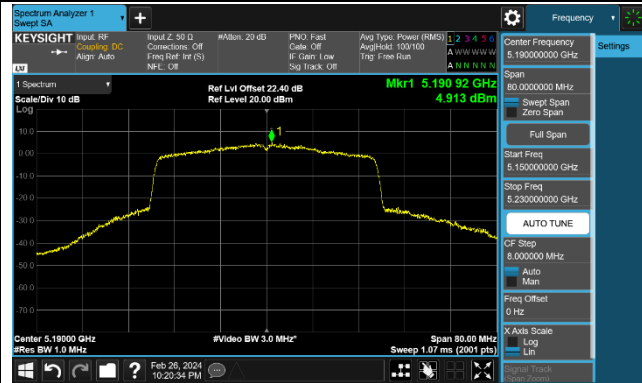 Spectrum Analyzer 1
Swept SA
Frequency
KEYSIGHT
Input: RF
Coupling: DC
Align: Auto
Input Z: 50 Ω
Corrections: Off
Freq Ref: Int (S)
NFE: Off
#Atten: 20 dB
PNO: Fast
Gate: Off
IF Gain: Low
Sig Track: Off
Avg Type: Power (RMS)
Avg|Hold: 100/100
Trig: Free Run
1 2 3 4 5 6
A W W W W W
A N N N N N
LXI
1 Spectrum
Scale/Div 10 dB
Log
Ref Lvl Offset 22.40 dB
Ref Level 20.00 dBm
Mkr1 5.190 92 GHz
4.913 dBm
1
10.0
0.00
-10.0
-20.0
-30.0
-40.0
-50.0
-60.0
-70.0
Center 5.19000 GHz
#Res BW 1.0 MHz
#Video BW 3.0 MHz*
Span 80.00 MHz
Sweep 1.07 ms (2001 pts)
Center Frequency
5.190000000 GHz
Span
80.0000000 MHz
Swept Span
Zero Span
Full Span
Start Freq
5.150000000 GHz
Stop Freq
5.230000000 GHz
AUTO TUNE
CF Step
8.000000 MHz
Auto
Man
Freq Offset
0 Hz
X Axis Scale
Log
Lin
Signal Track
(Span Zoom)
Settings
Feb 26, 2024
10:20:34 PM